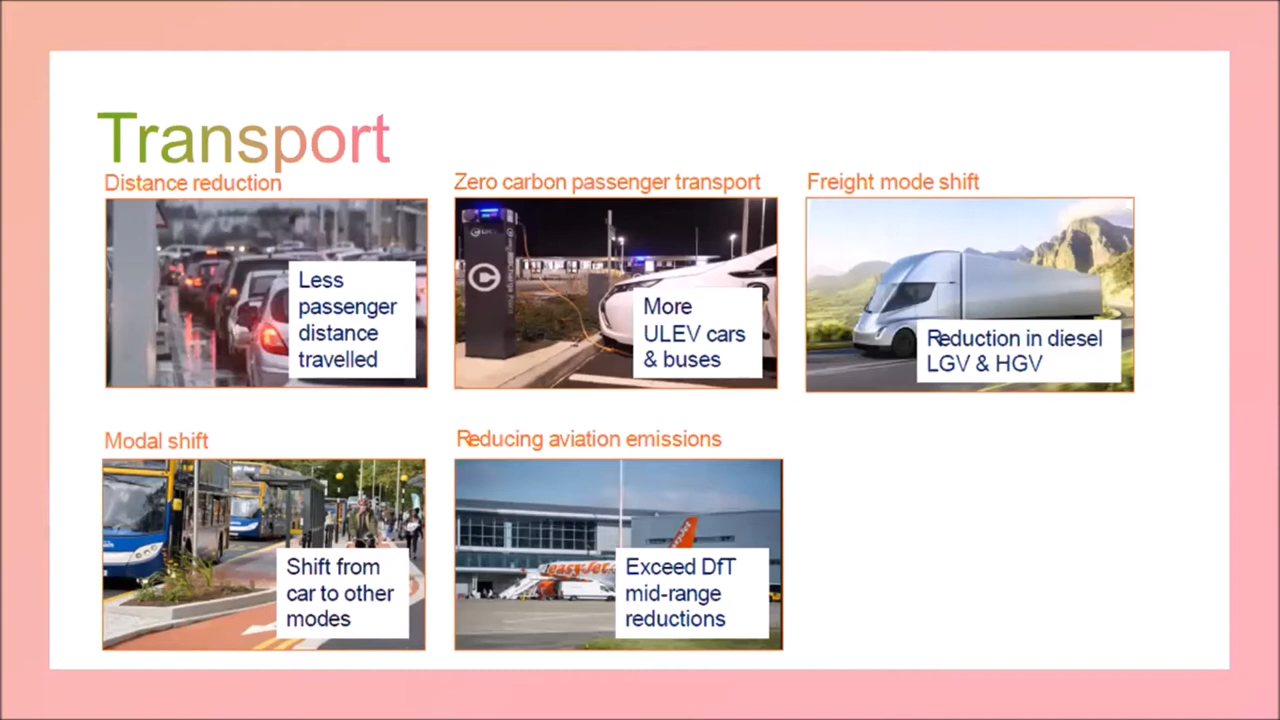 Transport
Distance reduction
Less
passenger
distance
travelled
Zero carbon passenger transport
More
ULEV cars
& buses
Freight mode shift
Reduction in diesel
LGV & HGV
Modal shift
Shift from
car to other
modes
Reducing aviation emissions
easyJet
Exceed DfT
mid-range
reductions